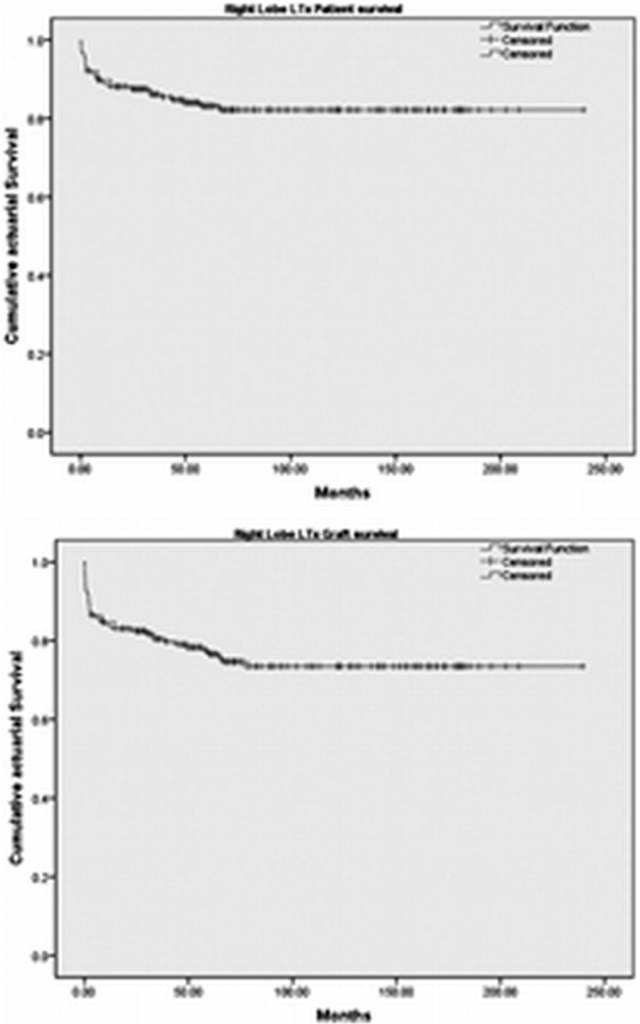 Right Lobe LTx Patient survival
Survival Function
Censored
Censored
1.0
0.8
0.6
0.4
0.2
0.0
Cumulative actuarial Survival
0.00 50.00 100.00 150.00 200.00 250.00
Months
Right Lobe LTx Graft survival
Survival Function
Censored
Censored
1.0
0.8
0.6
0.4
0.2
0.0
Cumulative actuarial Survival
0.00 50.00 100.00 150.00 200.00 250.00
Months